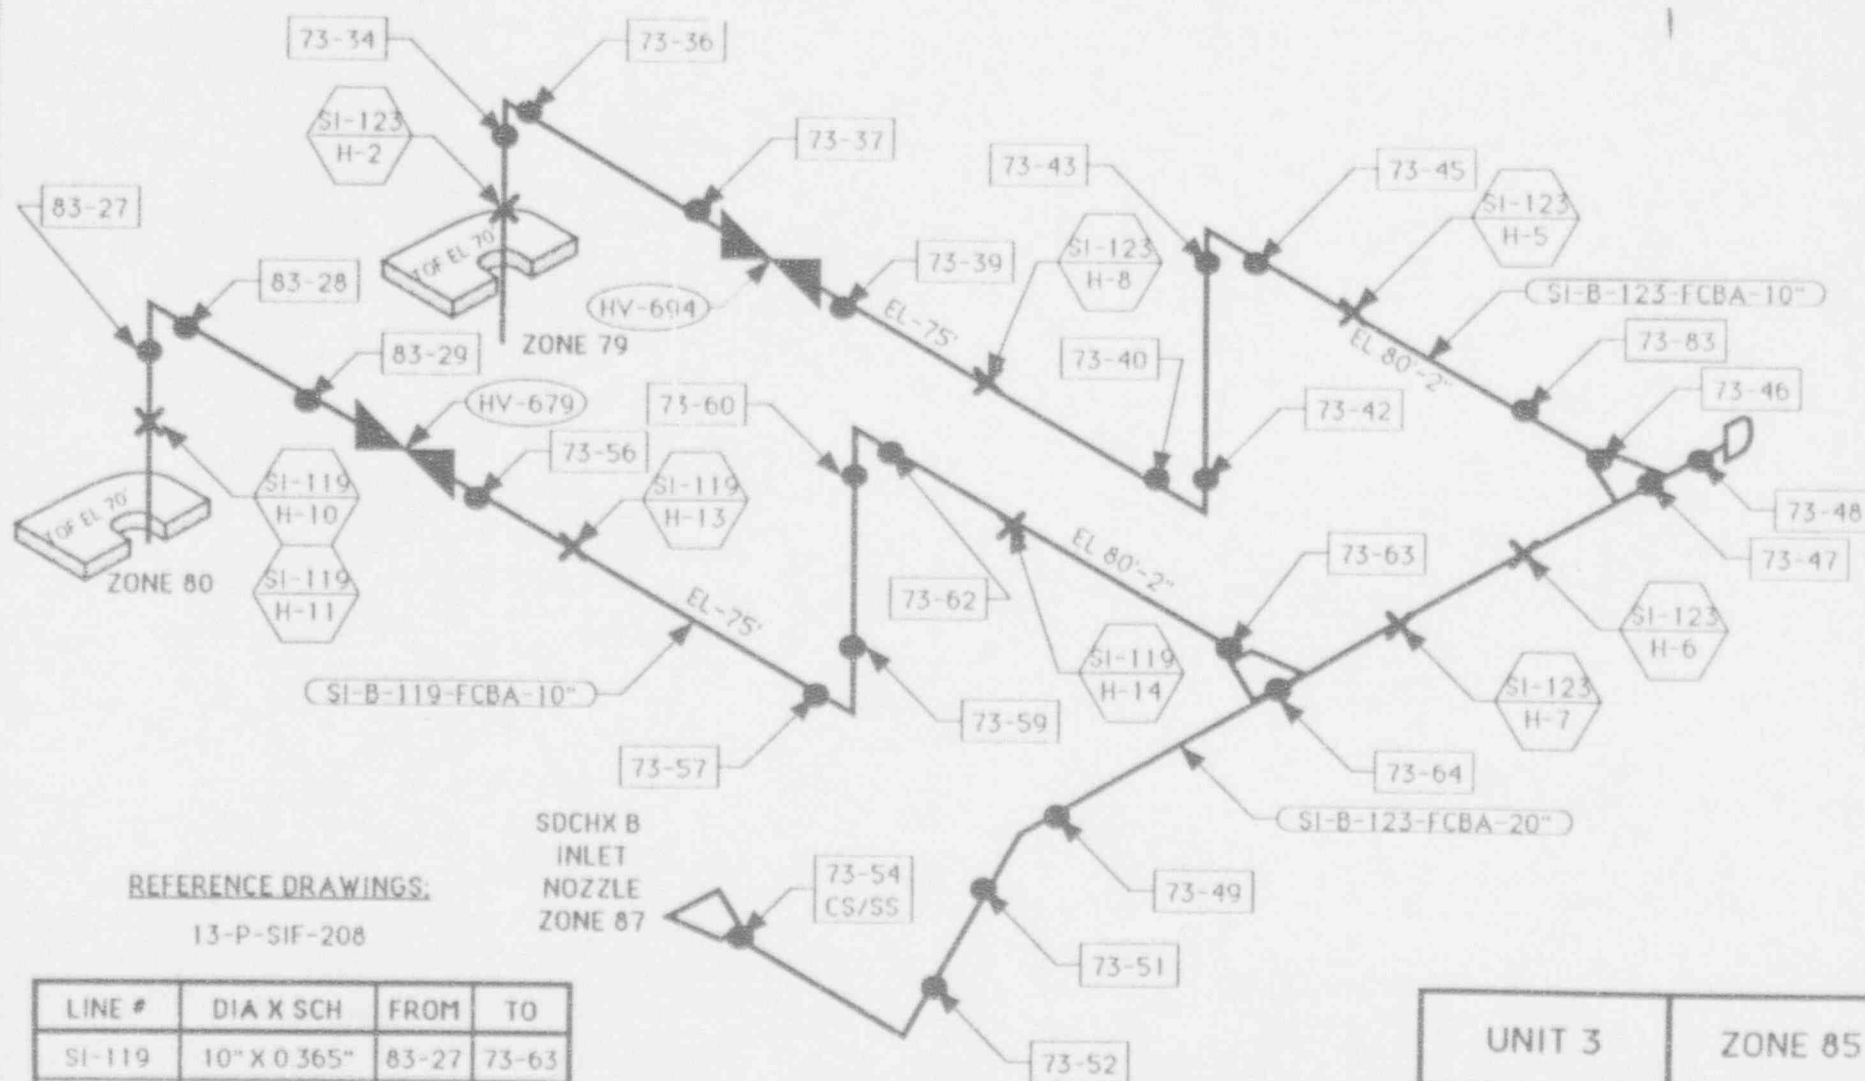 73-34
73-36
SI-123
H-2
73-37
73-43
73-45
SI-123
H-5
83-27
TOF EL 70'
SI-123
H-8
83-28
73-39
HV-694
SI-B-123-FCBA-10"
EL-75'
ZONE 79
83-29
73-40
EL 80'-2"
73-83
HV-679
73-60
73-42
73-46
73-56
SI-119
H-10
SI-119
H-13
TOF EL 70'
73-48
ZONE 80
SI-119
H-11
73-62
EL 80'-2"
73-63
73-47
EL-75'
SI-123
H-6
SI-B-119-FCBA-10"
SI-119
H-14
SI-123
H-7
73-59
73-57
73-64
SI-B-123-FCBA-20"
SDCHX B
INLET
NOZZLE
ZONE 87
73-54
CS/SS
73-49
REFERENCE DRAWINGS:
13-P-SIF-208
73-51
73-52
LINE # DIA X SCH FROM TO
SI-119 10" X 0.365" 83-27 73-63
UNIT 3 ZONE 85